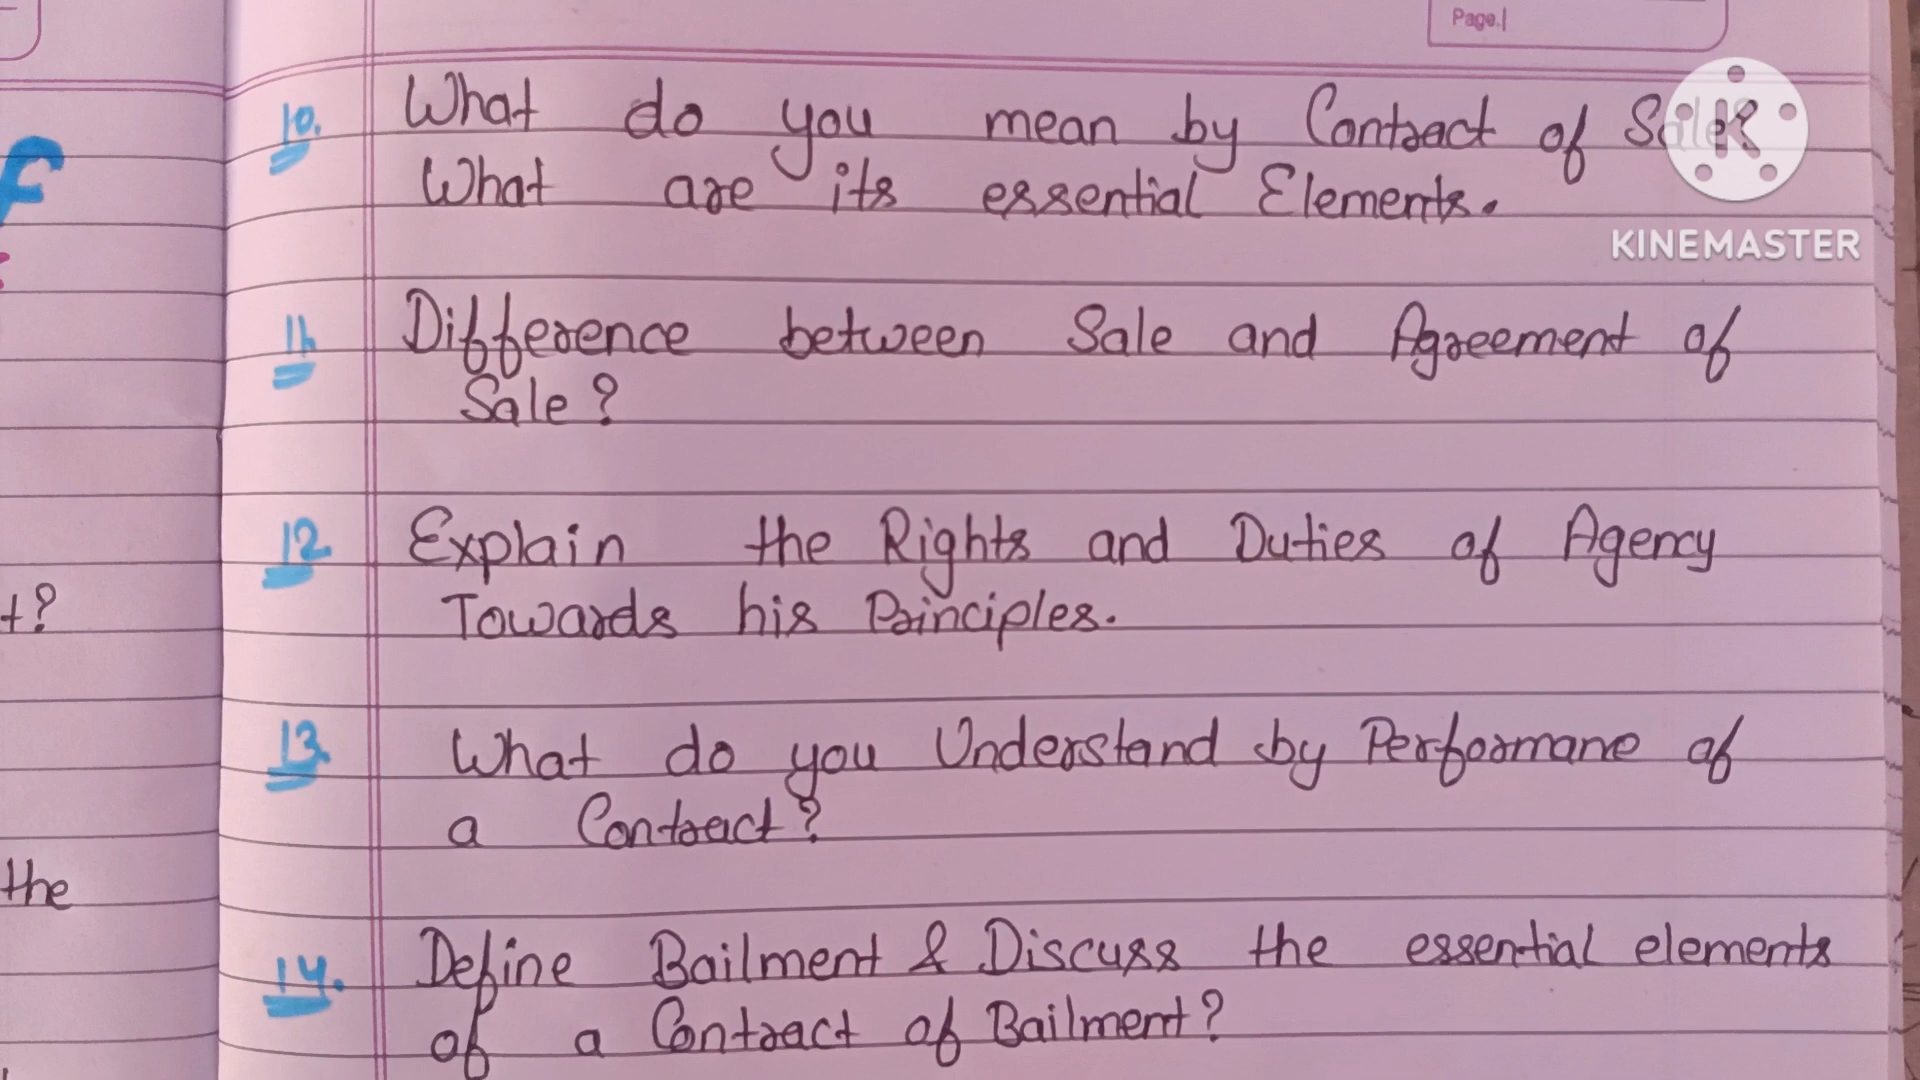 Page.
10. What do you mean by Contract of Sale?
What are its essential Elements.
11. Difference between Sale and Agreement of
Sale?
12. Explain the Rights and Duties of Agency
Towards his Principles.
13. What do you Understand by Performane of
a Contract?
14. Define Bailment & Discuss the essential elements
of a Contract of Bailment?
t?
the
K
KINEMASTER